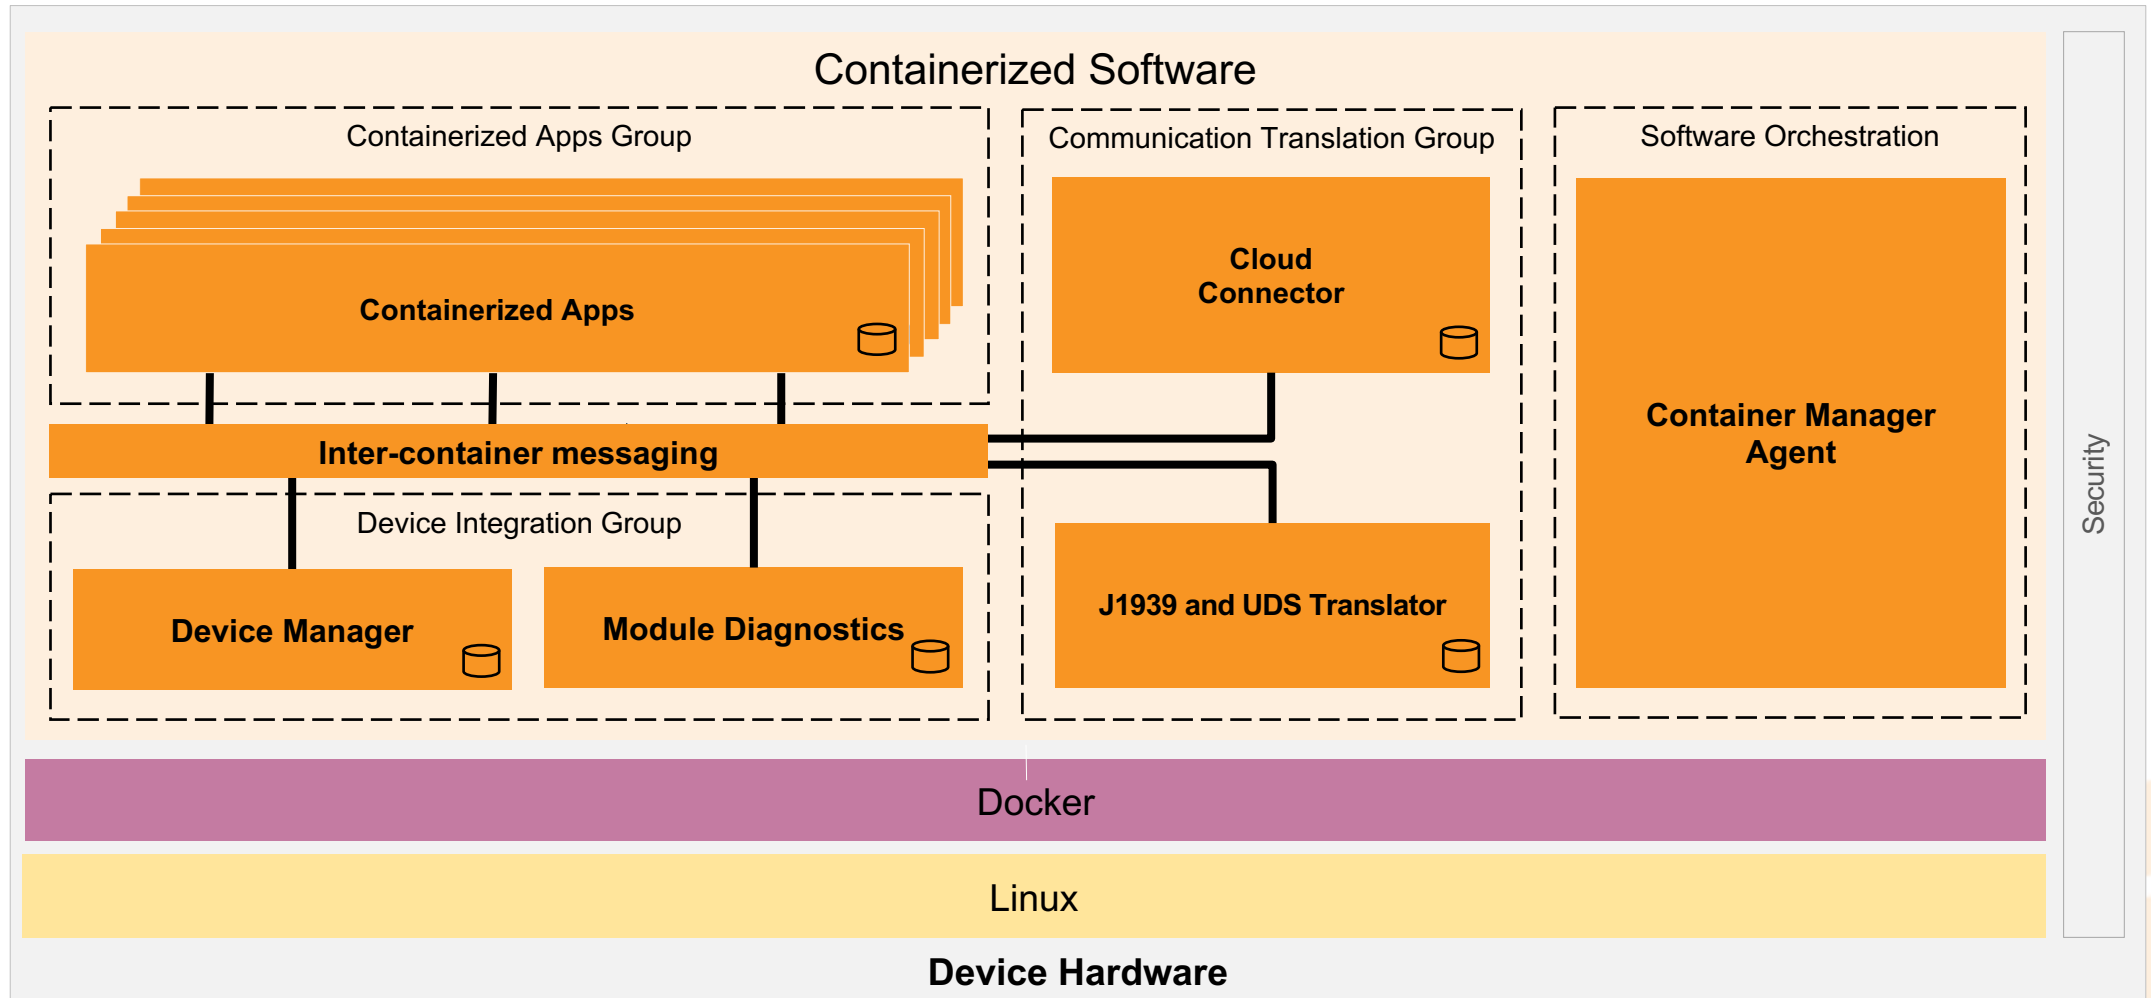 Containerized Software
Containerized Apps Group
Containerized Apps
Inter-container messaging
Device Integration Group
Device Manager
Module Diagnostics
Communication Translation Group
Cloud
Connector
J1939 and UDS Translator
Software Orchestration
Container Manager
Agent
Security
Docker
Linux
Device Hardware